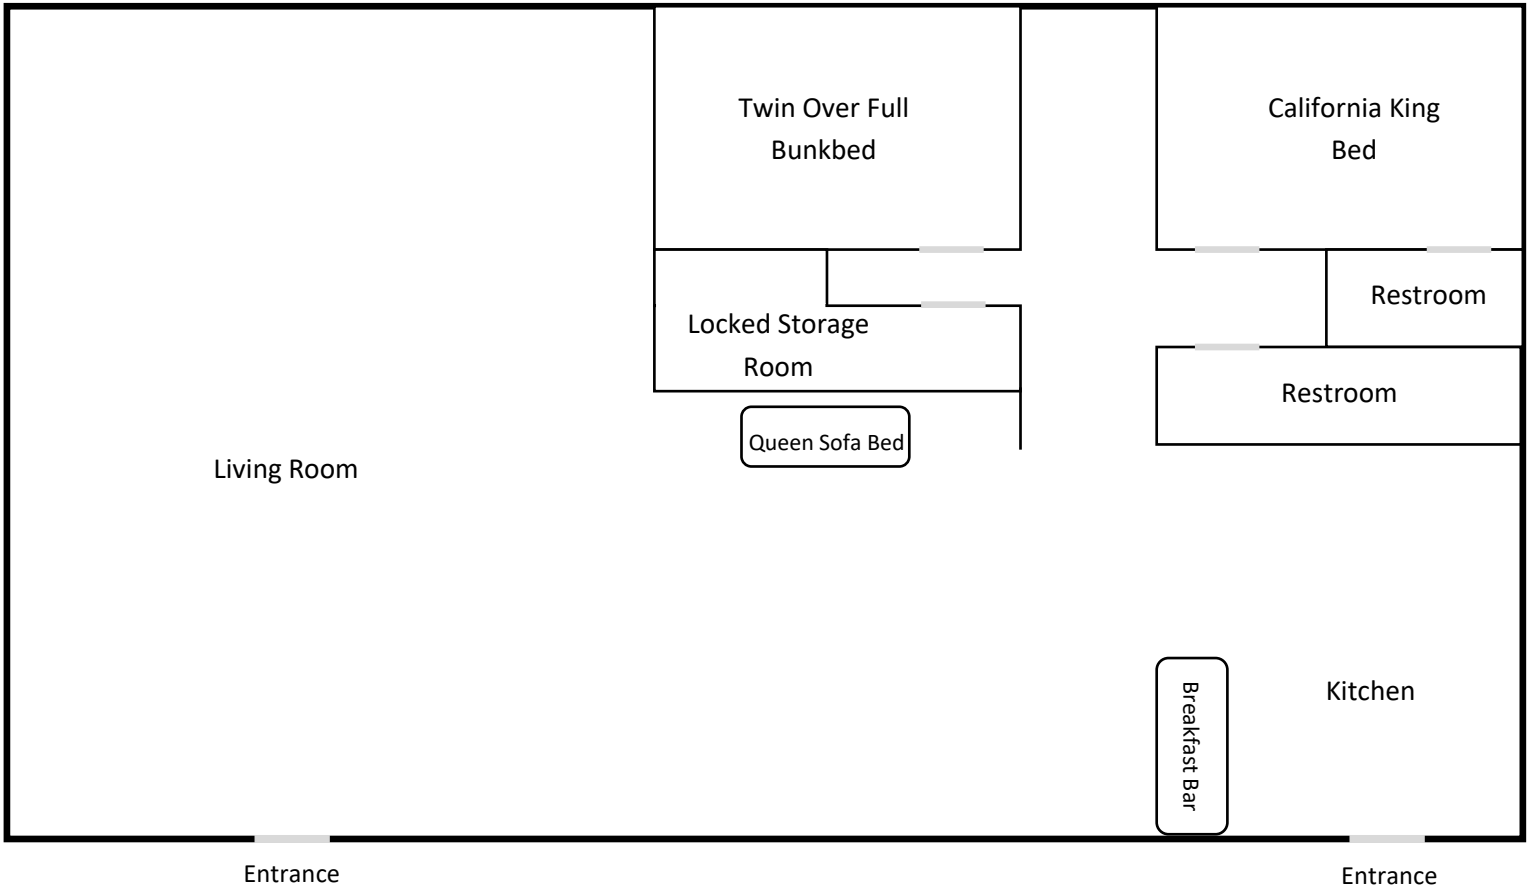 Twin Over Full
Bunkbed
California King
Bed
Restroom
Locked Storage
Room
Restroom
Queen Sofa Bed
Living Room
Kitchen
Breakfast Bar
Entrance
Entrance